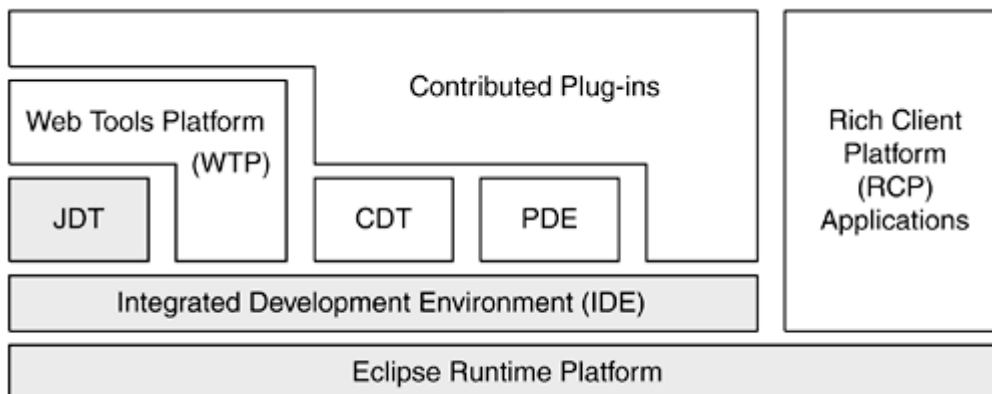 Contributed Plug-ins
Web Tools Platform
(WTP)
JDT
CDT
PDE
Rich Client
Platform
(RCP)
Applications
Integrated Development Environment (IDE)
Eclipse Runtime Platform